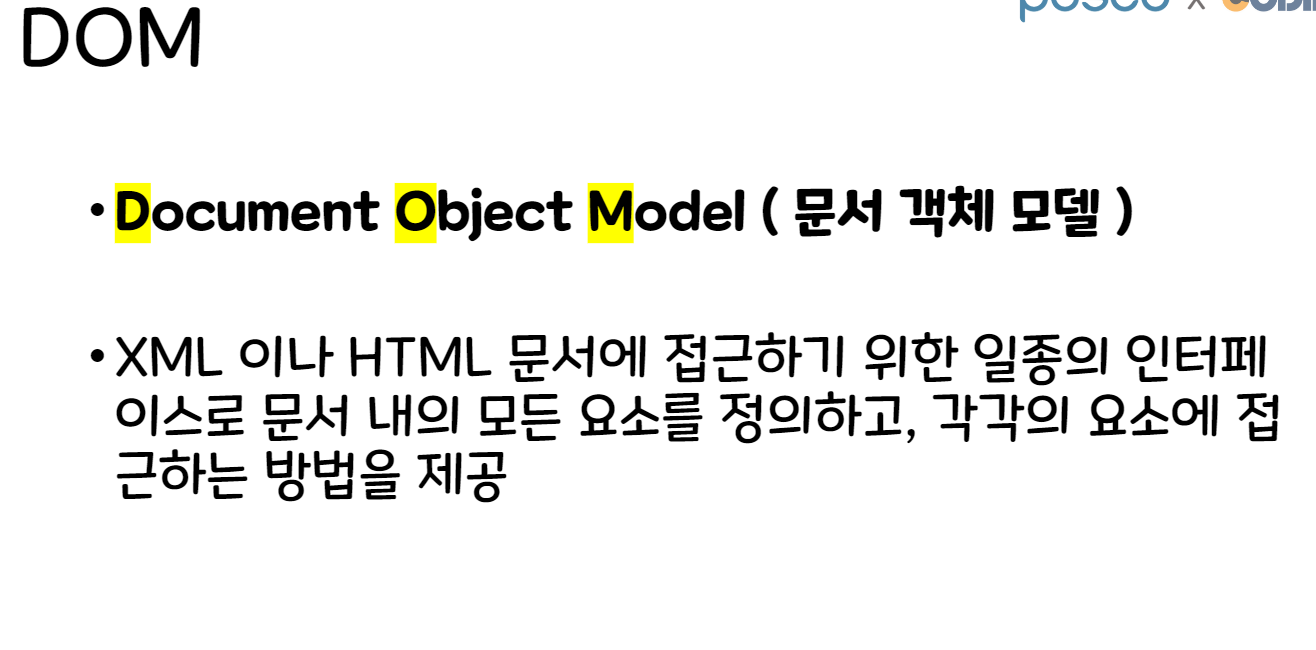 DOM
• Document Object Model ( 문서 객체 모델 )
• XML 이나 HTML 문서에 접근하기 위한 일종의 인터페
이스로 문서 내의 모든 요소를 정의하고, 각각의 요소에 접
근하는 방법을 제공